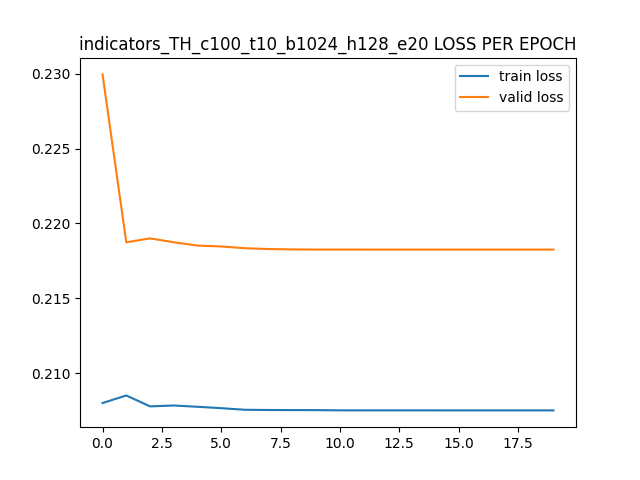 indicators_TH_c100_t10_b1024_h128_e20 LOSS PER EPOCH
train loss
valid loss
0.230
0.225
0.220
0.215
0.210
0.0 2.5 5.0 7.5 10.0 12.5 15.0 17.5